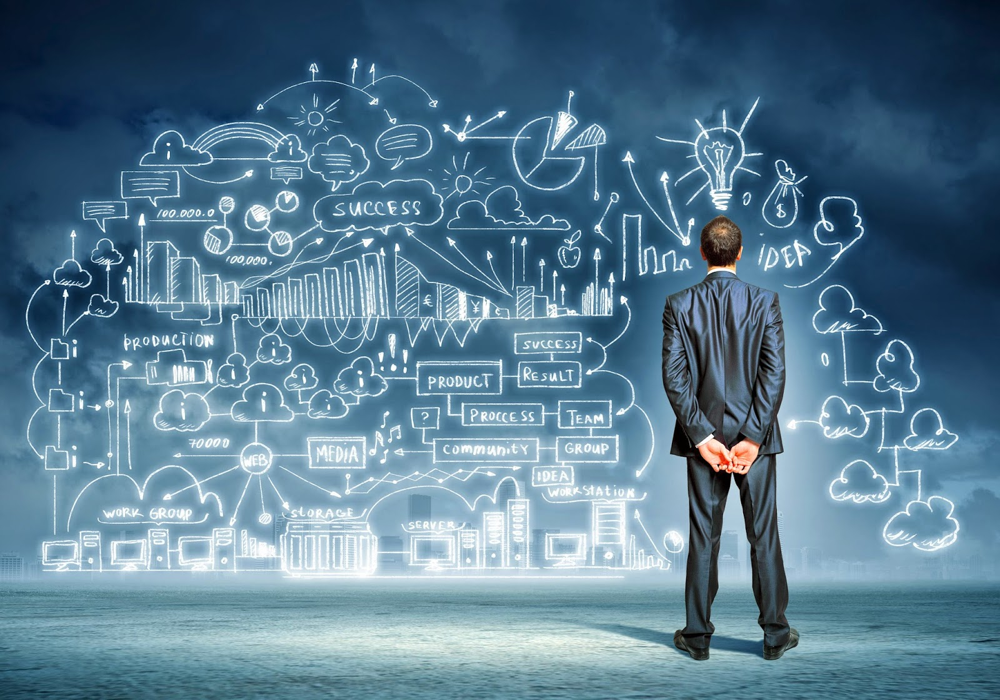 i
i
100.000.0
SUCCESS
$
IDEA
100,000.
€
¥
PRODUCTION
i
SUCCESS
i
i
i
i
!!!
PRODUCT
RESULT
i
i
i
i
?
PROCCESS
TEAM
70000
i
WEB
MEDIA
COMMUNITY
GROUP
IDEA
WORKSTATION
WORK GROUP
STORAGE
SERVER